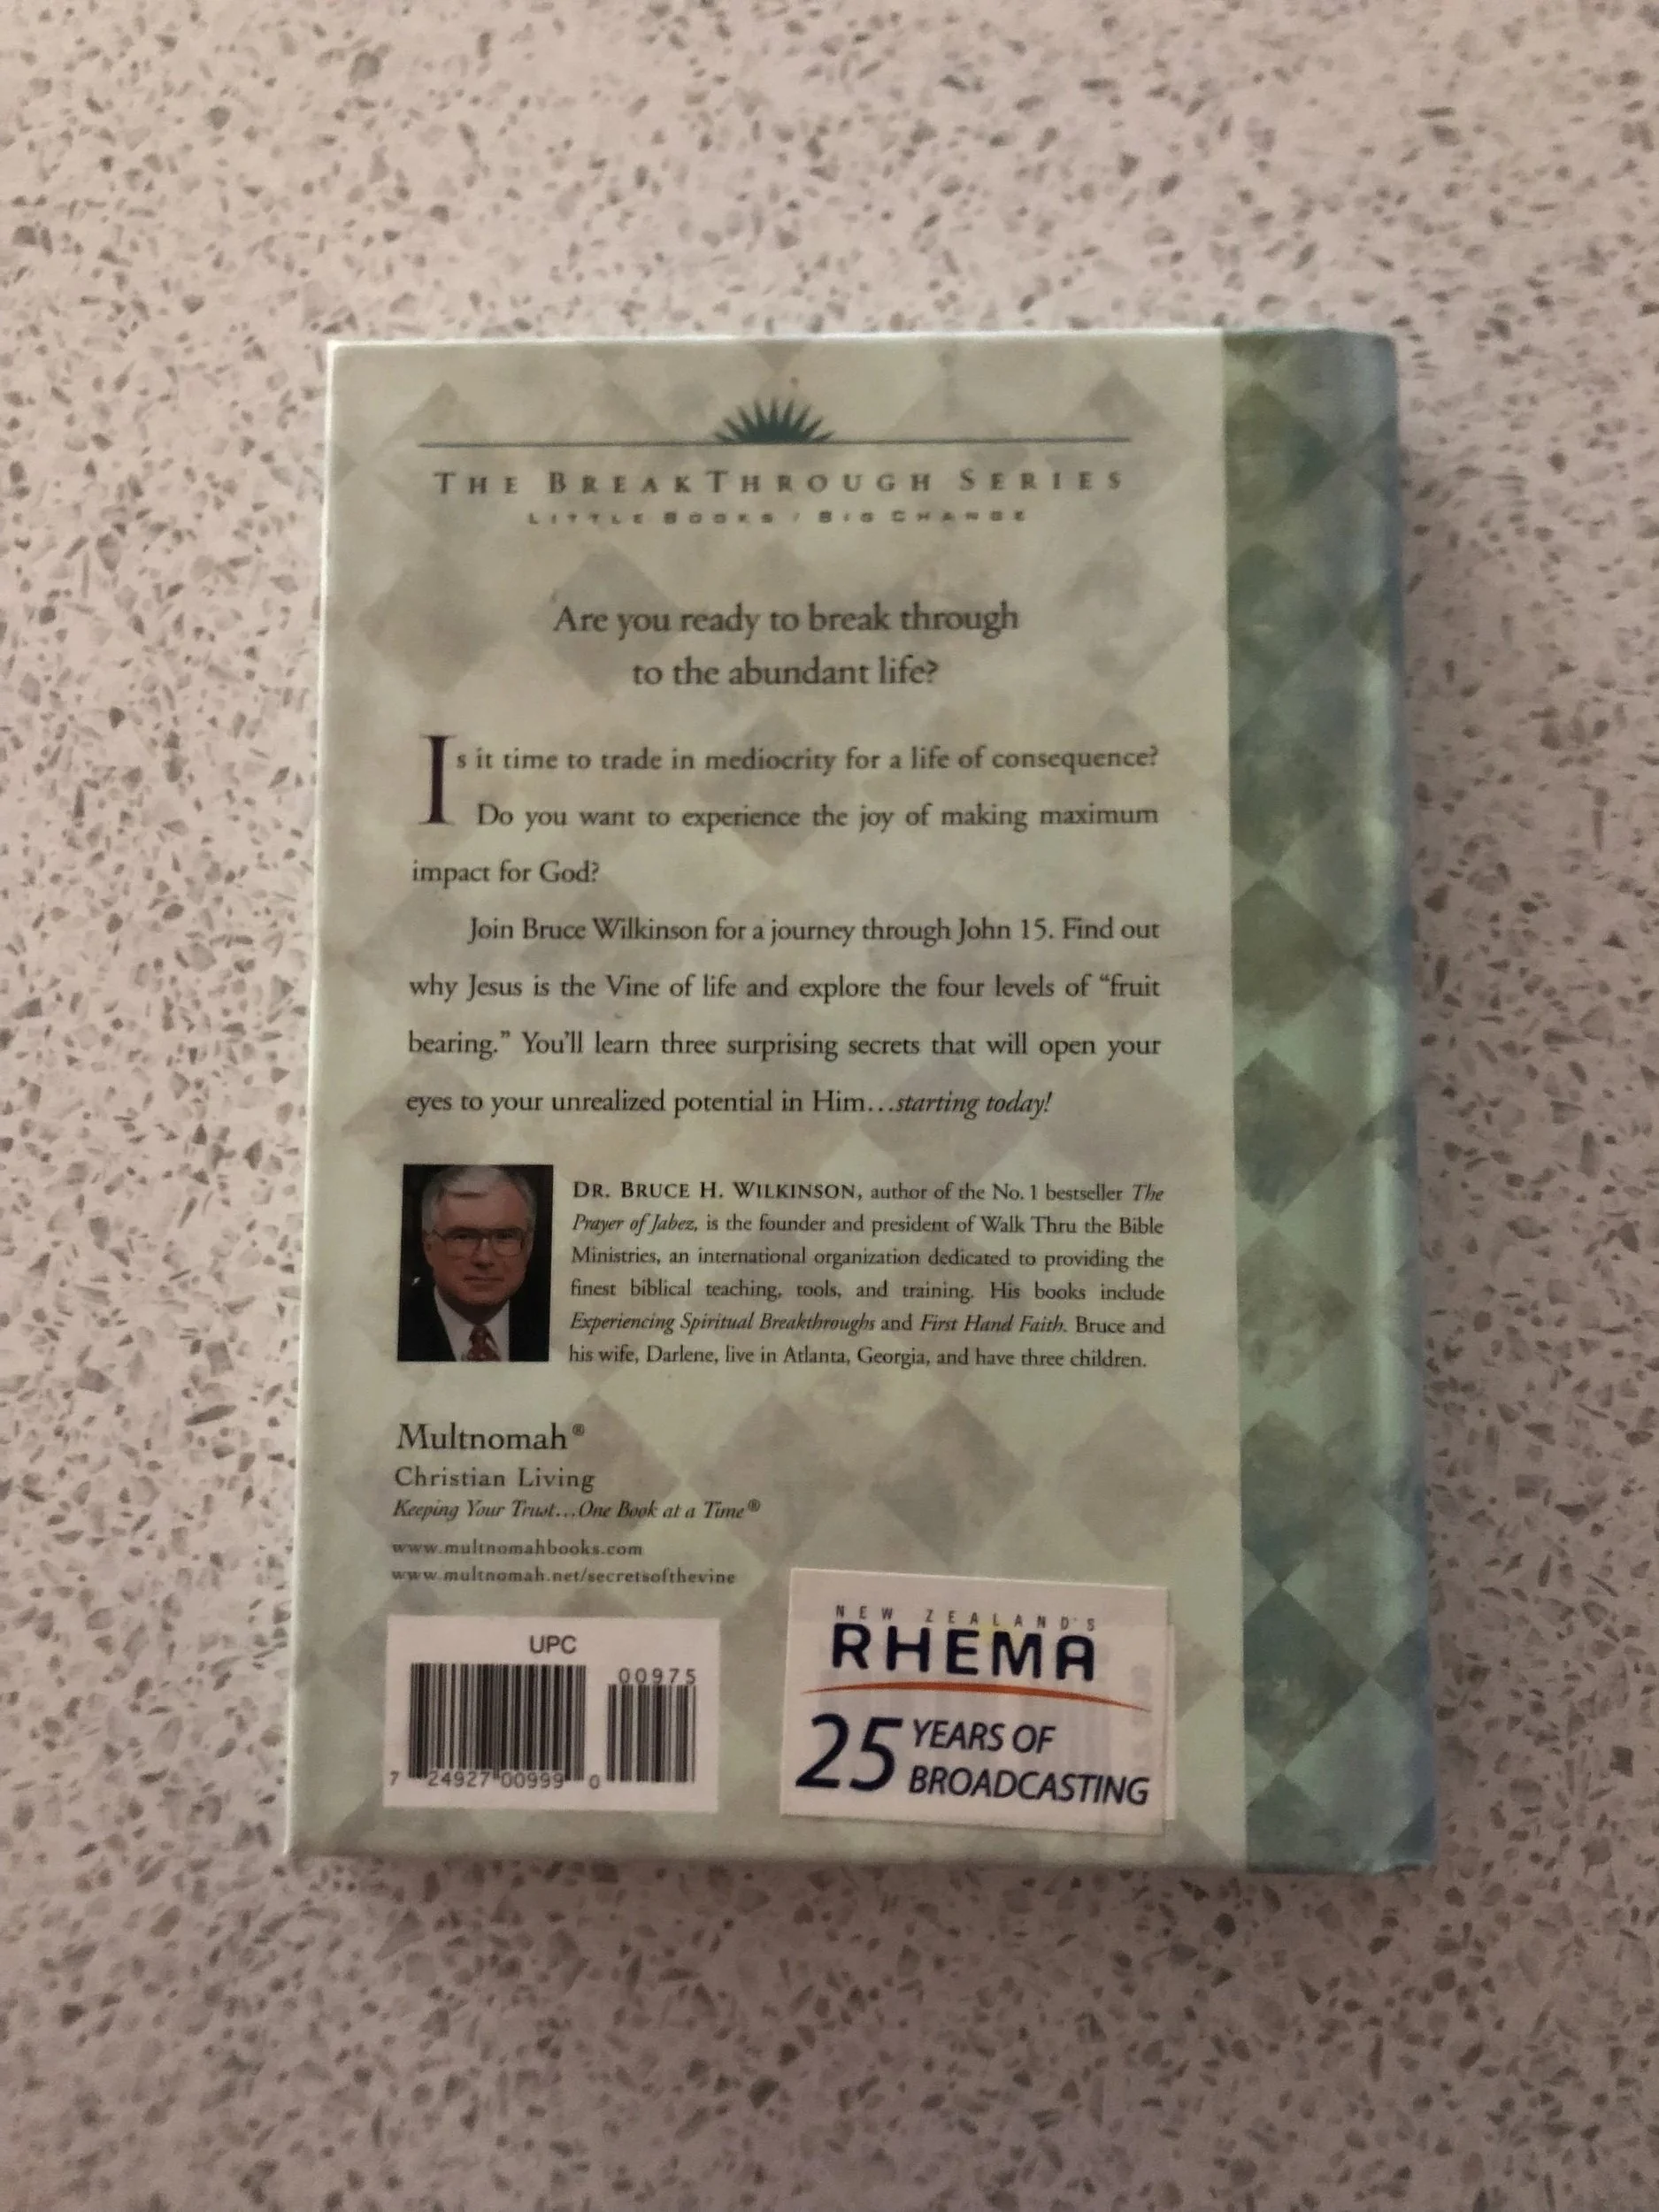 THE BREAKTHROUGH SERIES
LITTLE BOOKS / BIG CHANGE
Are you ready to break through
to the abundant life?
Is it time to trade in mediocrity for a life of consequence?
Do you want to experience the joy of making maximum
impact for God?
Join Bruce Wilkinson for a journey through John 15. Find out
why Jesus is the Vine of life and explore the four levels of “fruit
bearing.” You’ll learn three surprising secrets that will open your
eyes to your unrealized potential in Him…starting today!
DR. BRUCE H. WILKINSON, author of the No. 1 bestseller The
Prayer of Jabez, is the founder and president of Walk Thru the Bible
Ministries, an international organization dedicated to providing the
finest biblical teaching, tools, and training. His books include
Experiencing Spiritual Breakthroughs and First Hand Faith. Bruce and
his wife, Darlene, live in Atlanta, Georgia, and have three children.
Multnomah®
Christian Living
Keeping Your Trust…One Book at a Time®
www.multnomahbooks.com
www.multnomah.net/secretsofthevine
UPC
00975
7 24927 00999 0
NEW ZEALAND'S
RHEMA
25 YEARS OF
BROADCASTING